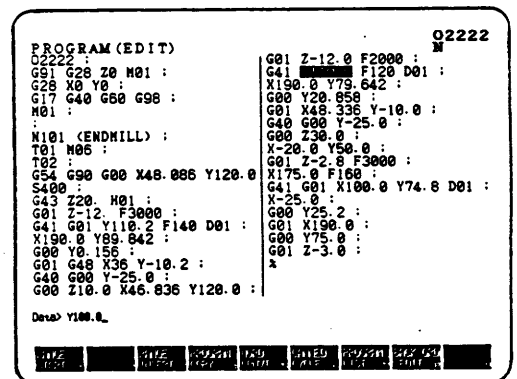 PROGRAM(EDIT)
O2222
N
O2222 ;
G91 G28 Z0 M01 ;
G28 X0 Y0 ;
G17 G40 G60 G98 ;
M01 ;
;
N101 (ENDMILL) ;
T01 M06 ;
T02 ;
G54 G90 G00 X48.086 Y120.0
S400 ;
G43 Z20. H01 ;
G01 Z-12. F3000 ;
G41 G01 Y110.2 F140 D01 ;
X190.0 Y89.842 ;
G00 Y0.156 ;
G01 G48 X36 Y-10.2 ;
G40 G00 Y-25.0 ;
G00 Z10.0 X46.836 Y120.0 ;
G01 Z-12.0 F2000 ;
G41 F120 D01 ;
X190.0 Y79.642 ;
G00 Y20.858 ;
G01 X48.336 Y-10.0 ;
G40 G00 Y-25.0 ;
G00 Z30.0 ;
X-20.0 Y50.0 ;
G01 Z-2.8 F3000 ;
X175.0 F160 ;
G41 G01 X100.0 Y74.8 D01 ;
X-25.0 ;
G00 Y25.2 ;
G01 X190.0 ;
G00 Y75.0 ;
G01 Z-3.0 ;
%
Data> Y100.0_